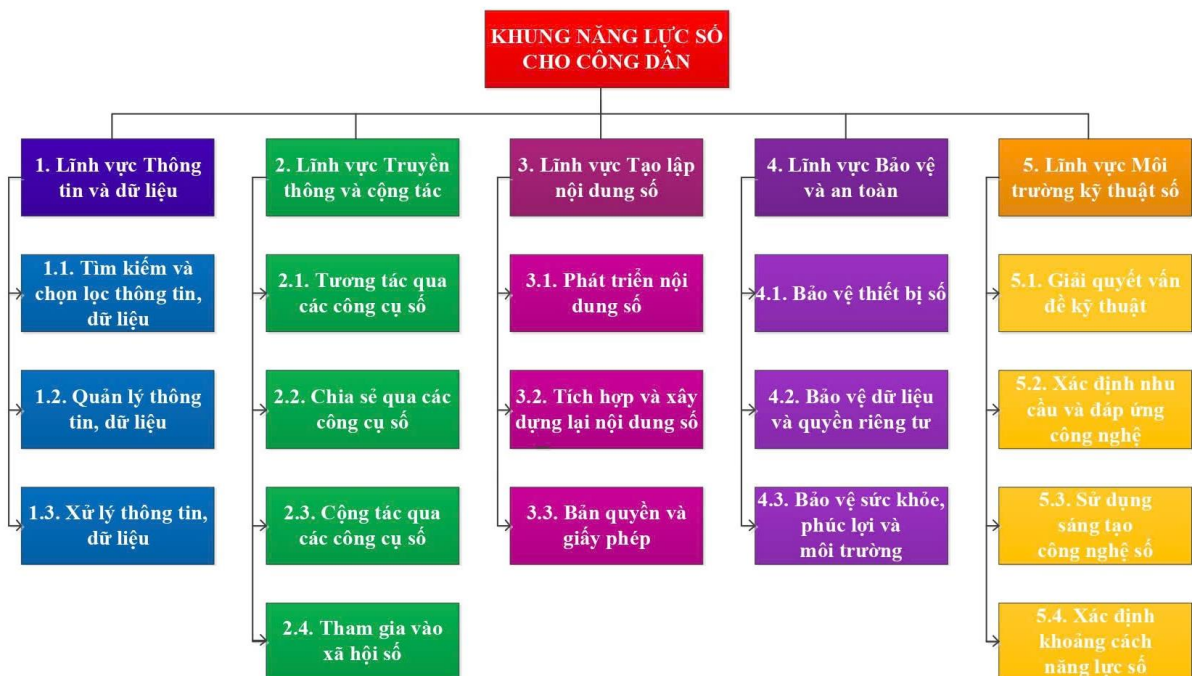 KHUNG NĂNG LỰC SỐ
CHO CÔNG DÂN
1. Lĩnh vực Thông
tin và dữ liệu
1.1. Tìm kiếm và
chọn lọc thông tin,
dữ liệu
1.2. Quản lý thông
tin, dữ liệu
1.3. Xử lý thông tin,
dữ liệu
2. Lĩnh vực Truyền
thông và cộng tác
2.1. Tương tác qua
các công cụ số
2.2. Chia sẻ qua các
công cụ số
2.3. Cộng tác qua
các công cụ số
2.4. Tham gia vào
xã hội số
3. Lĩnh vực Tạo lập
nội dung số
3.1. Phát triển nội
dung số
3.2. Tích hợp và xây
dựng lại nội dung số
3.3. Bản quyền và
giấy phép
4. Lĩnh vực Bảo vệ
và an toàn
4.1. Bảo vệ thiết bị số
4.2. Bảo vệ dữ liệu
và quyền riêng tư
4.3. Bảo vệ sức khỏe,
phúc lợi và
môi trường
5. Lĩnh vực Môi
trường kỹ thuật số
5.1. Giải quyết vấn
đề kỹ thuật
5.2. Xác định nhu
cầu và đáp ứng
công nghệ
5.3. Sử dụng
sáng tạo
công nghệ số
5.4. Xác định
khoảng cách
năng lực số